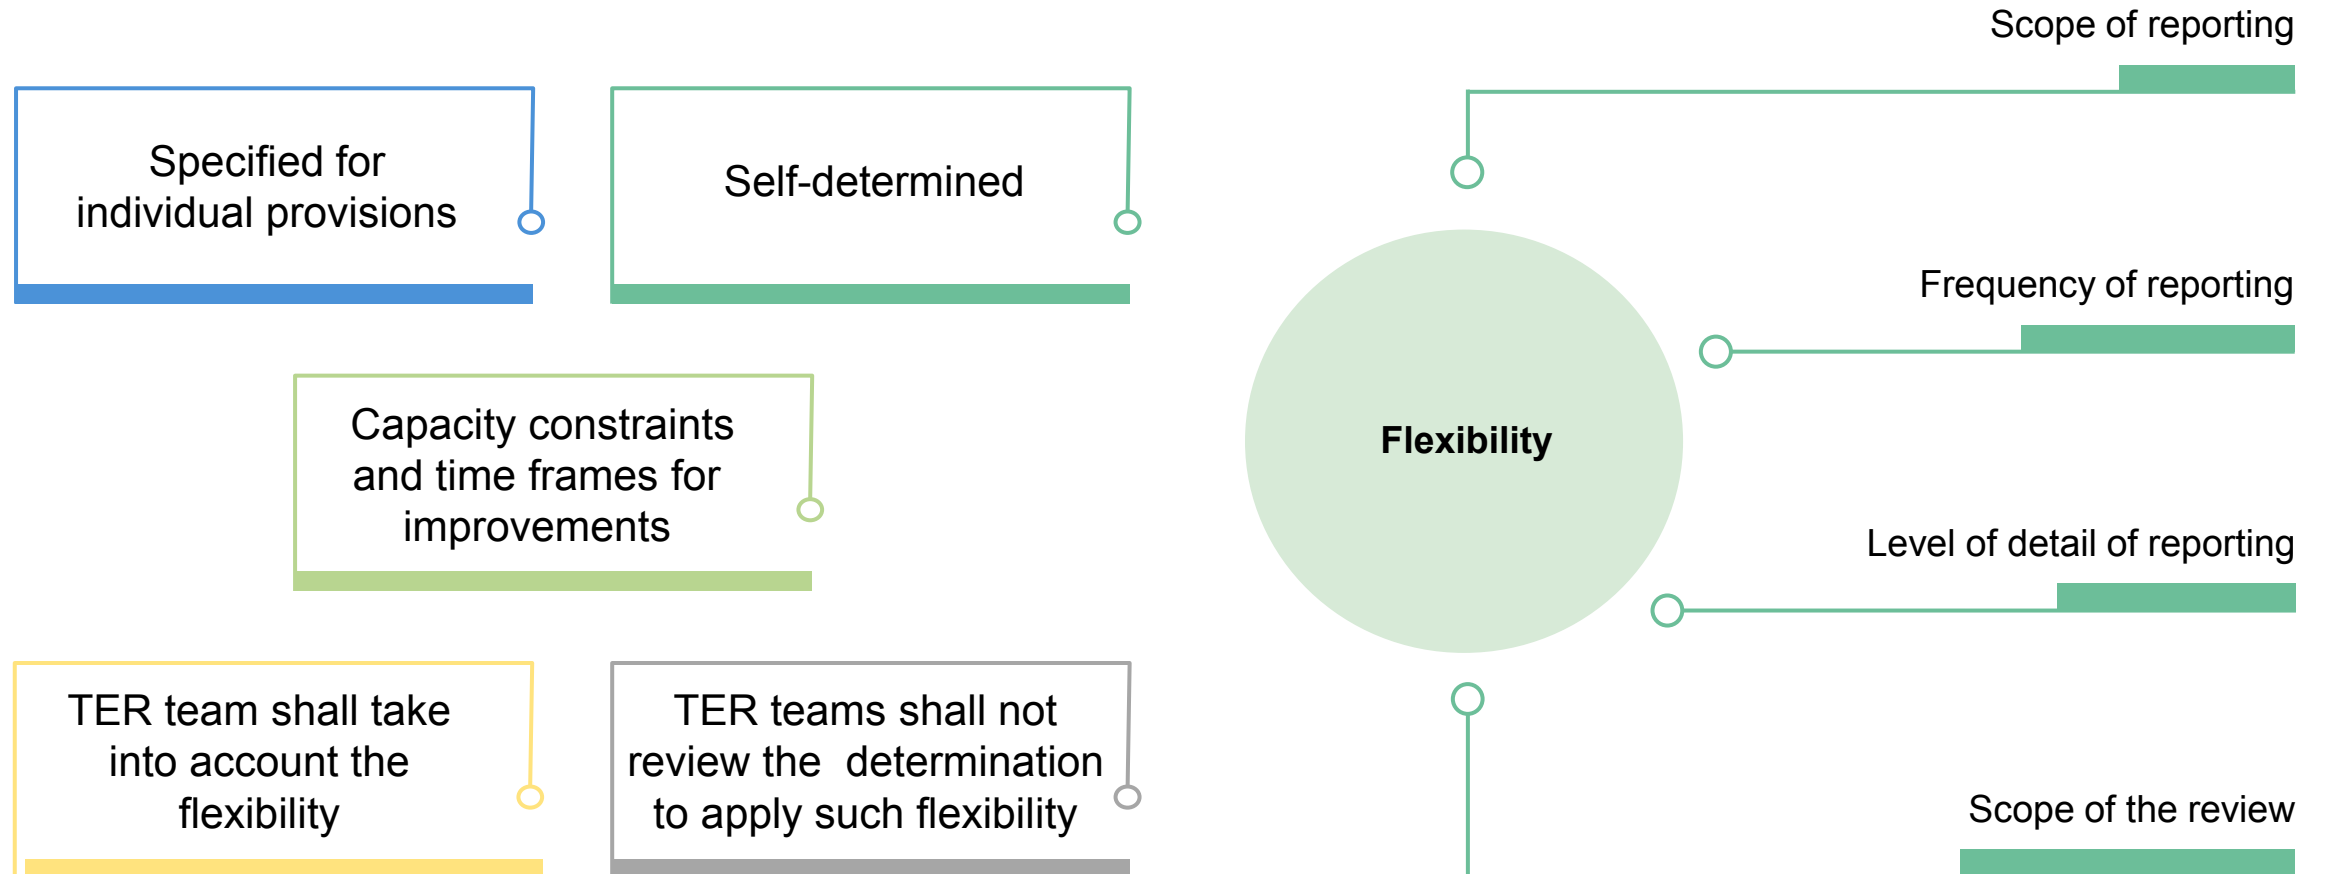 Specified for
individual provisions
Self-determined
Capacity constraints
and time frames for
improvements
TER team shall take
into account the
flexibility
TER teams shall not
review the  determination
to apply such flexibility
Flexibility
Scope of reporting
Frequency of reporting
Level of detail of reporting
Scope of the review